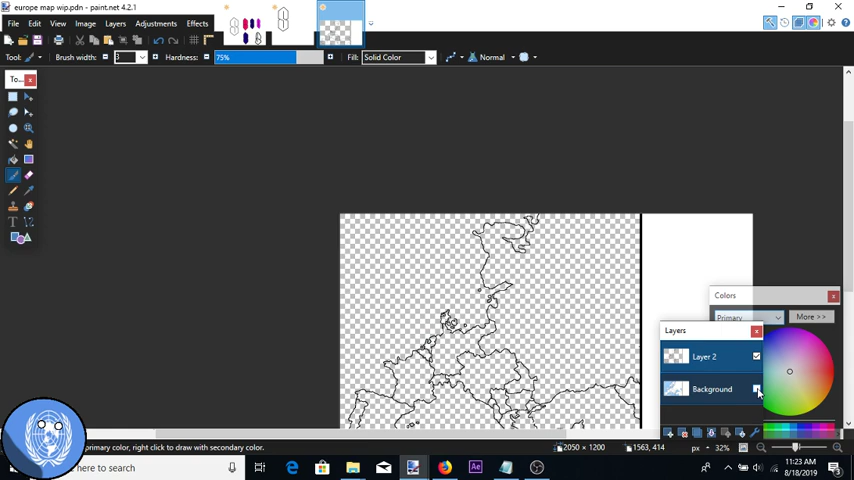 europe map wip.pdn - paint.net 4.2.1
File Edit View Image Layers Adjustments Effects
Tool: Brush width: 3 Hardness: 75% Fill: Solid Color Normal
To...
Colors
Primary More >>
Layers
Layer 2
Background
primary color, right click to draw with secondary color. 2050 × 1200 1563, 414 px 32%
here to search
Ae
11:23 AM
8/18/2019
3